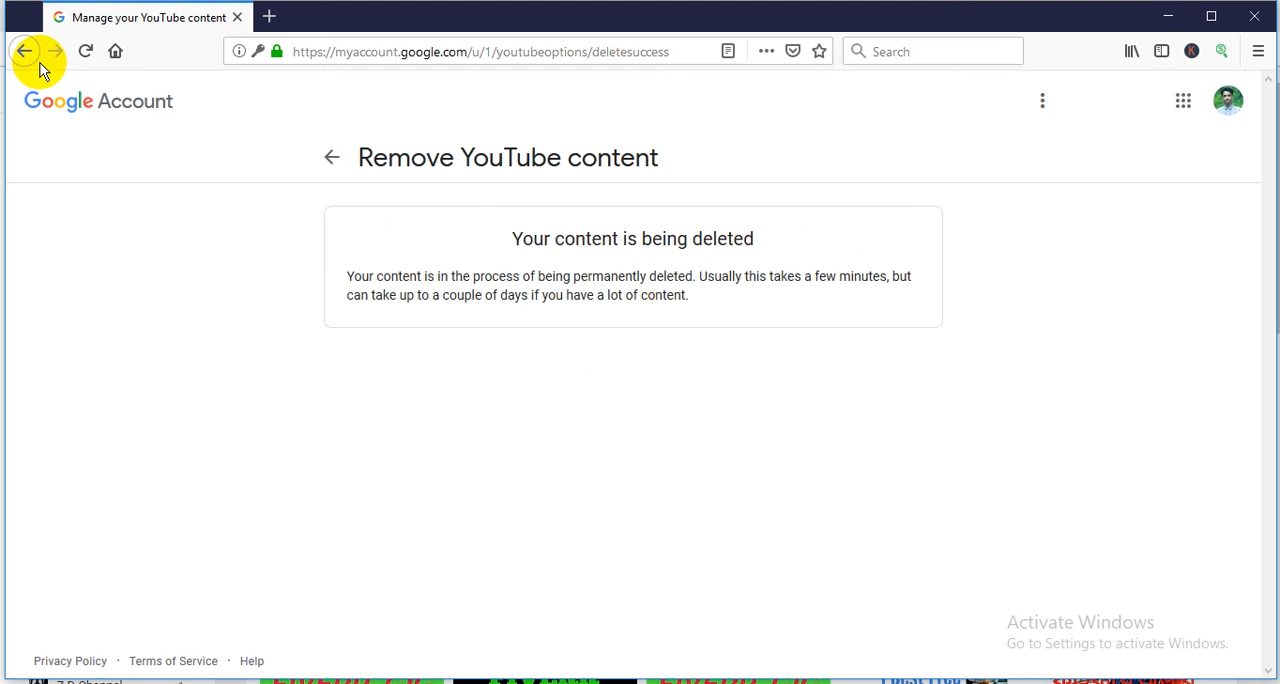 Manage your YouTube content
https://myaccount.google.com/u/1/youtubeoptions/deletesuccess
Search
Google Account
Remove YouTube content
Your content is being deleted
Your content is in the process of being permanently deleted. Usually this takes a few minutes, but
can take up to a couple of days if you have a lot of content.
Activate Windows
Go to Settings to activate Windows.
Privacy Policy · Terms of Service · Help